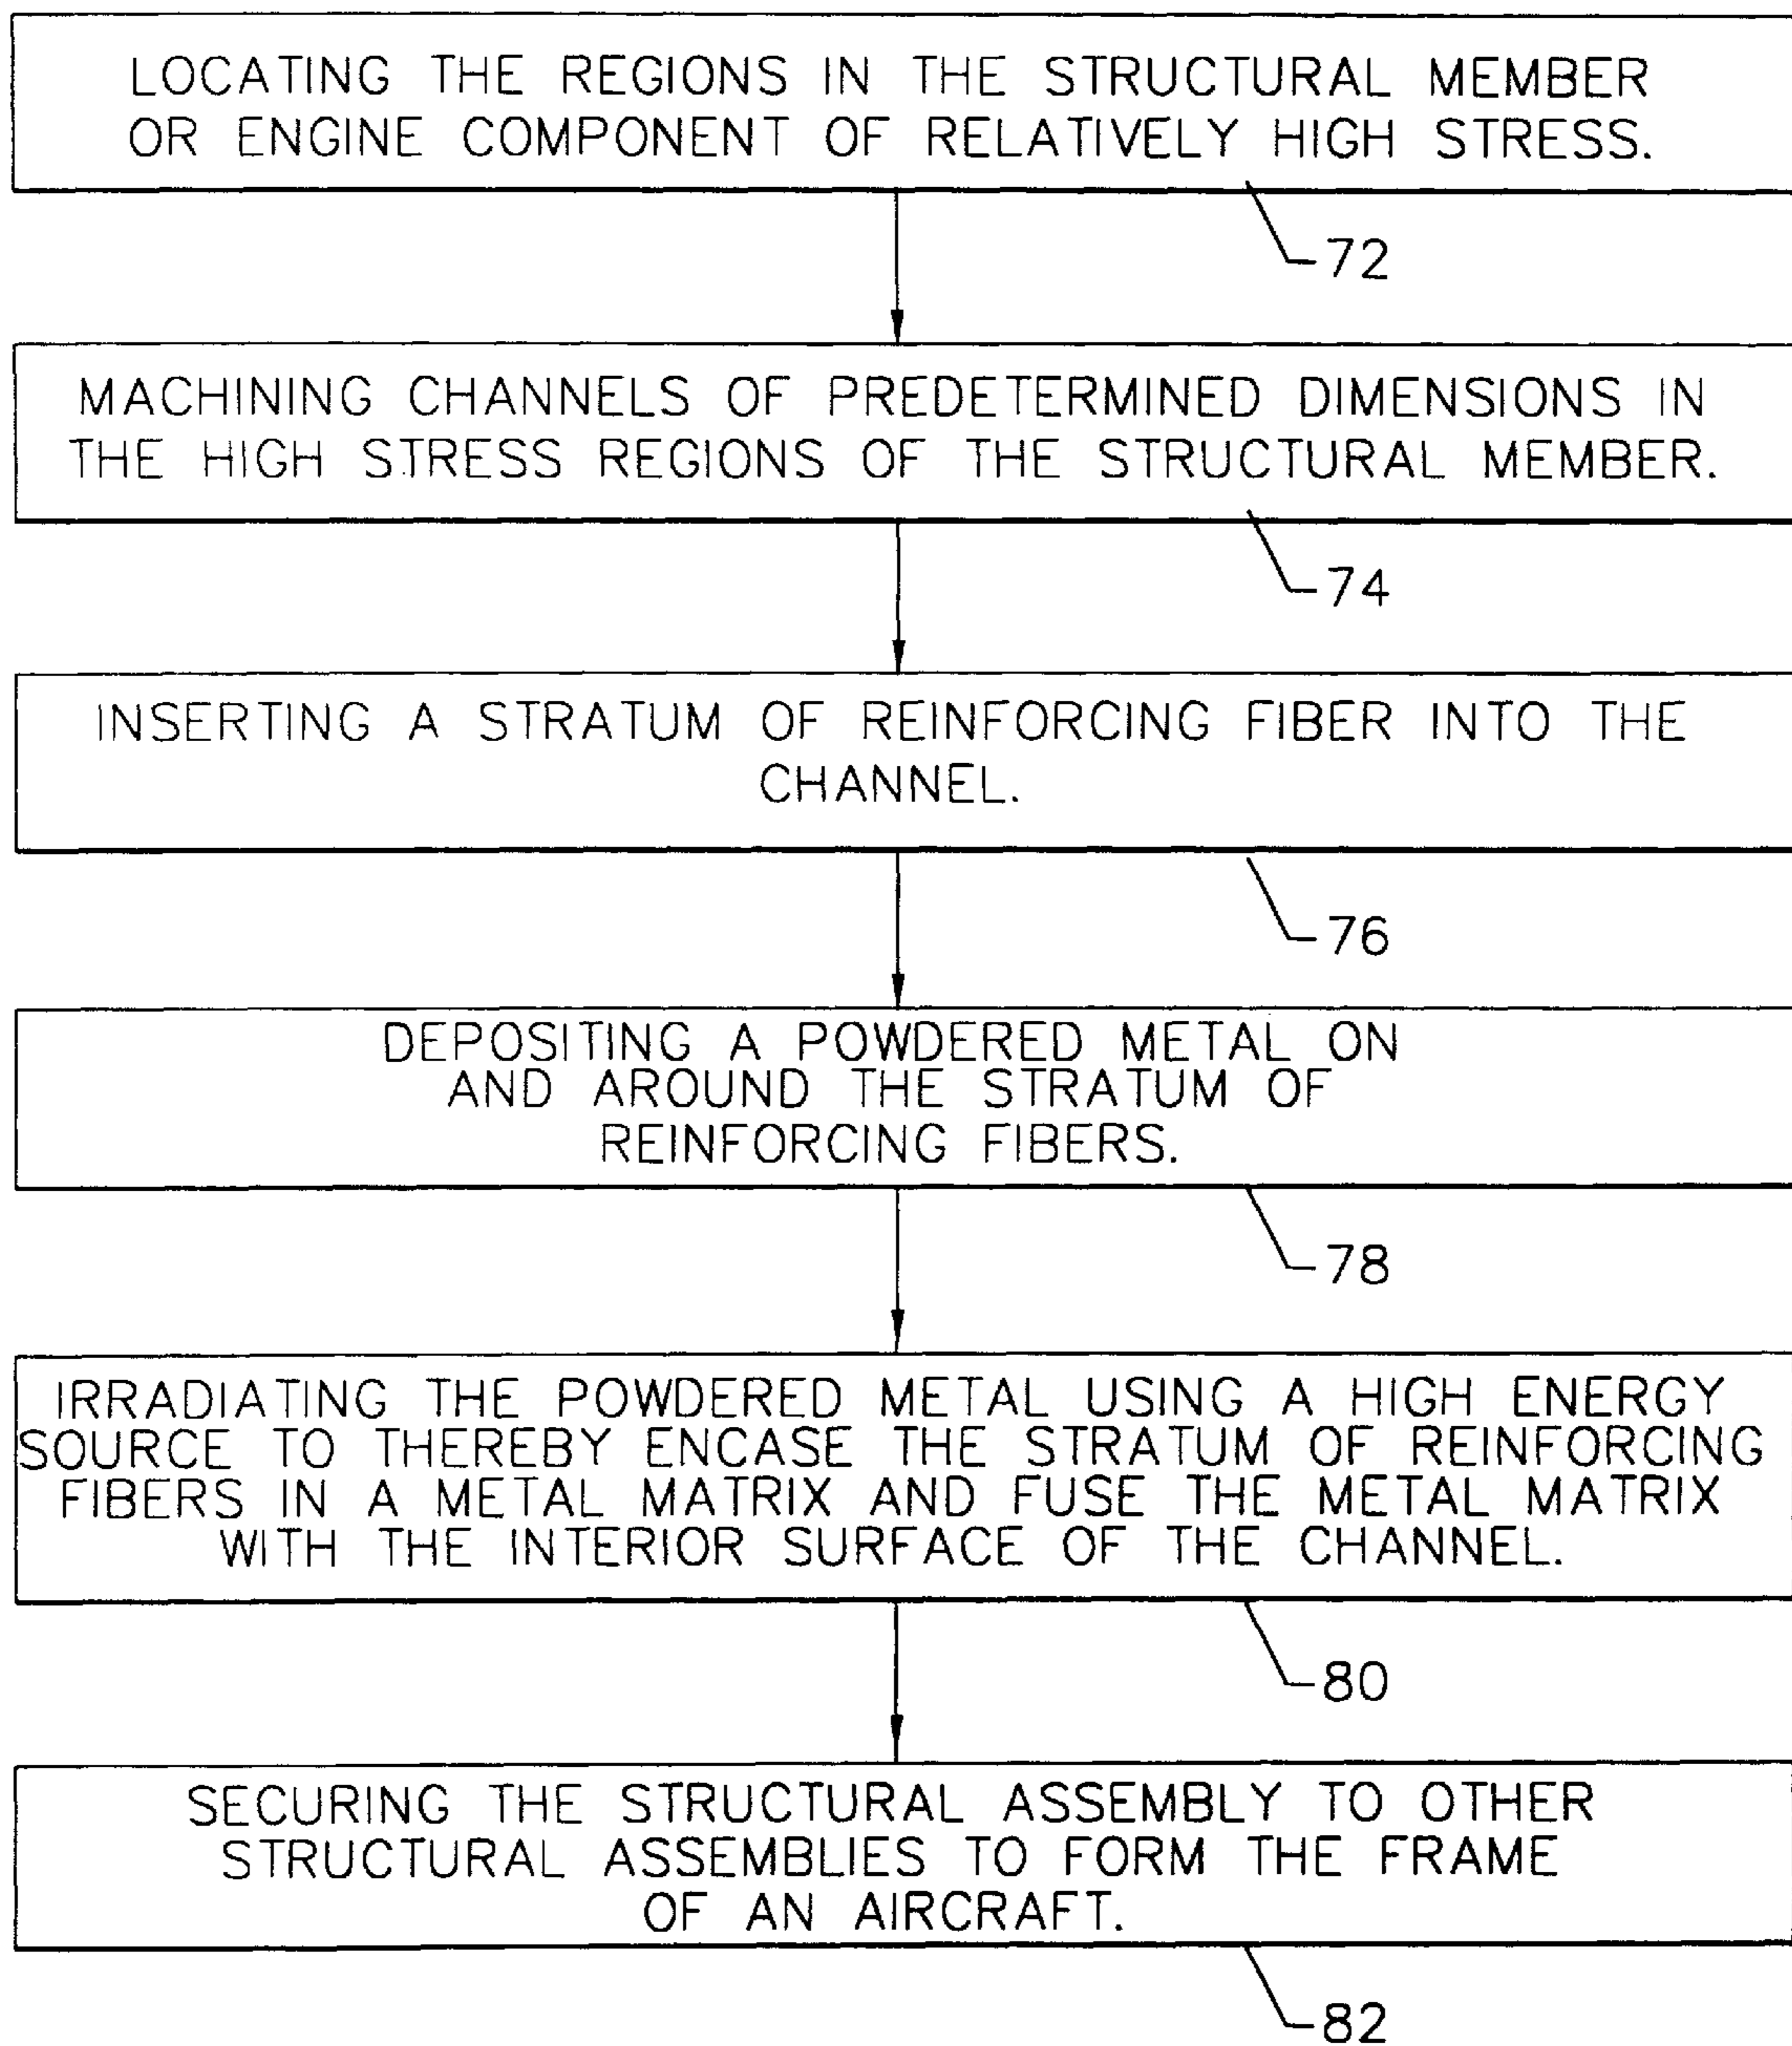 LOCATING THE REGIONS IN THE STRUCTURAL MEMBER
OR ENGINE COMPONENT OF RELATIVELY HIGH STRESS.
72
MACHINING CHANNELS OF PREDETERMINED DIMENSIONS IN
THE HIGH STRESS REGIONS OF THE STRUCTURAL MEMBER.
74
INSERTING A STRATUM OF REINFORCING FIBER INTO THE
CHANNEL.
76
DEPOSITING A POWDERED METAL ON
AND AROUND THE STRATUM OF
REINFORCING FIBERS.
78
IRRADIATING THE POWDERED METAL USING A HIGH ENERGY
SOURCE TO THEREBY ENCASE THE STRATUM OF REINFORCING
FIBERS IN A METAL MATRIX AND FUSE THE METAL MATRIX
WITH THE INTERIOR SURFACE OF THE CHANNEL.
80
SECURING THE STRUCTURAL ASSEMBLY TO OTHER
STRUCTURAL ASSEMBLIES TO FORM THE FRAME
OF AN AIRCRAFT.
82